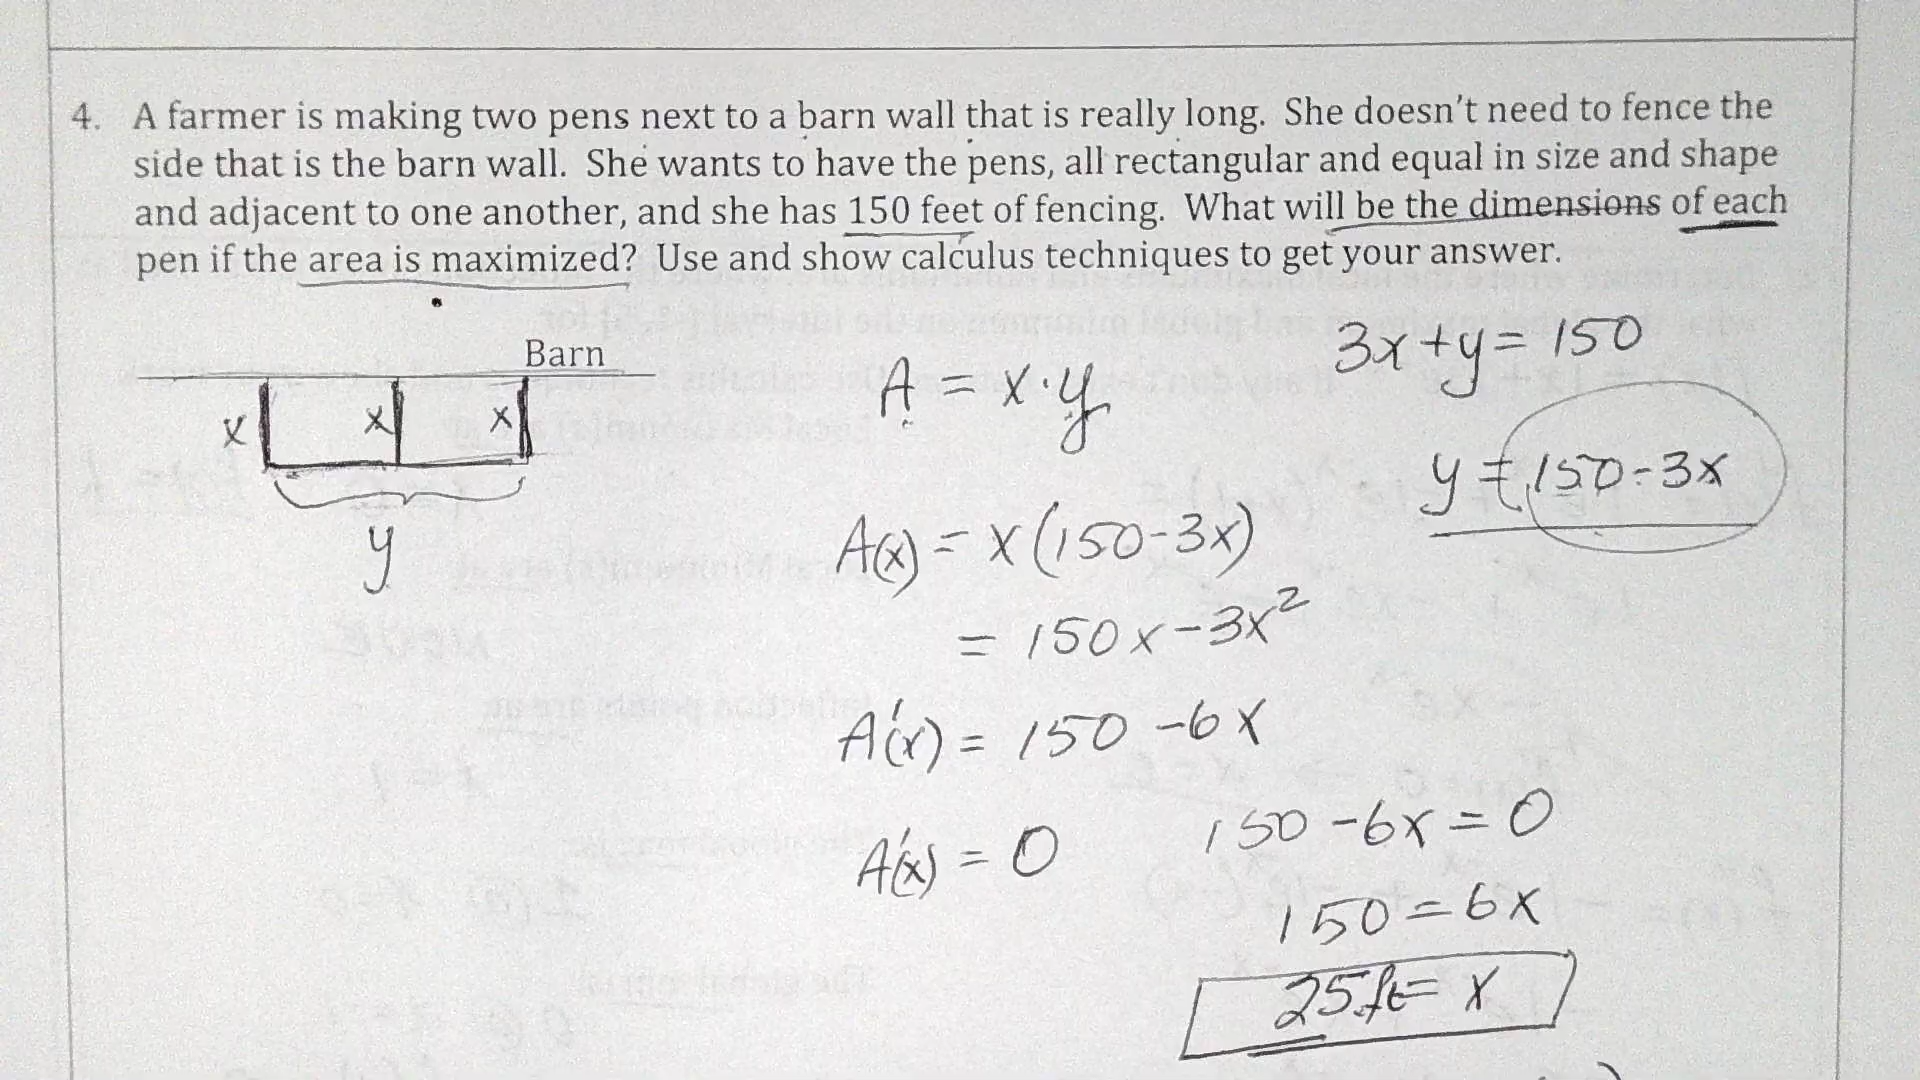 4. A farmer is making two pens next to a barn wall that is really long. She doesn't need to fence the
side that is the barn wall. She wants to have the pens, all rectangular and equal in size and shape
and adjacent to one another, and she has 150 feet of fencing. What will be the dimensions of each
pen if the area is maximized? Use and show calculus techniques to get your answer.
Barn
x x x
y
A = x·y
3x+y = 150
y = 150-3x
A(x) = x(150-3x)
= 150x-3x²
A'(x) = 150-6x
A'(x) = 0
150-6x = 0
150 = 6x
25 ft = x